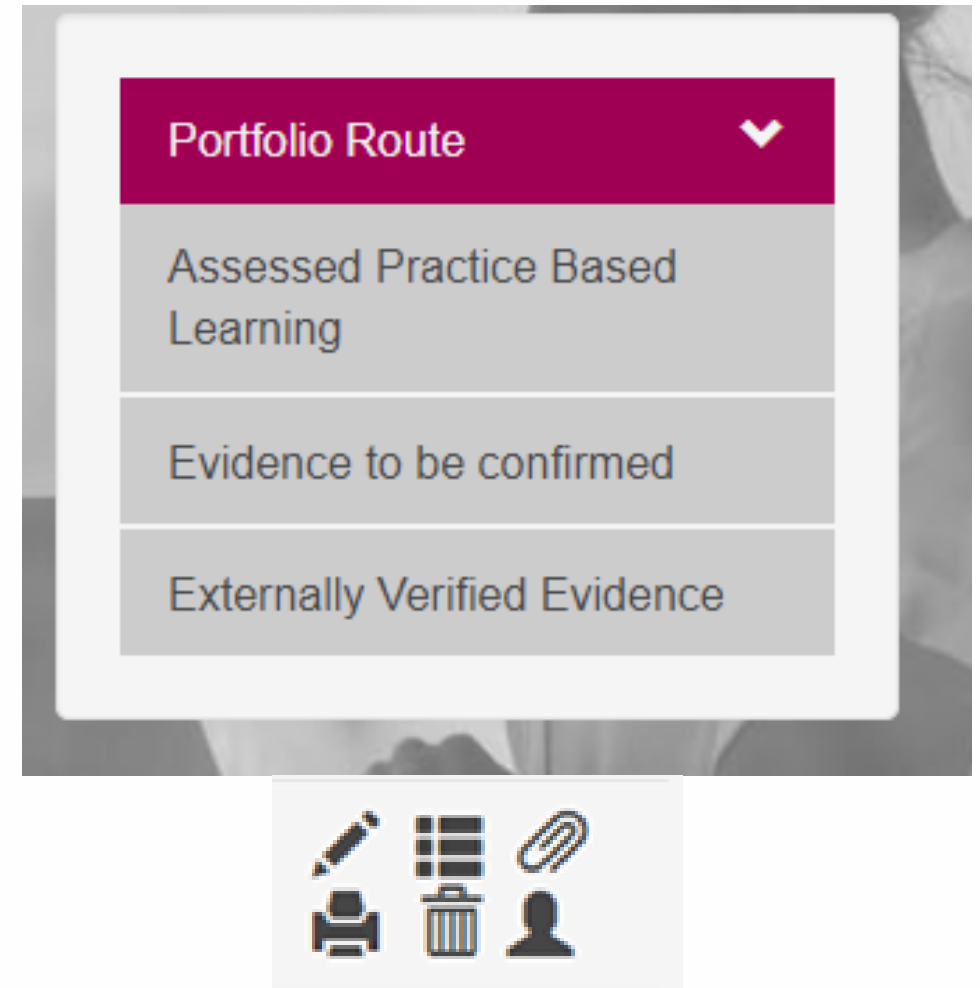 Portfolio Route
Assessed Practice Based
Learning
Evidence to be confirmed
Externally Verified Evidence